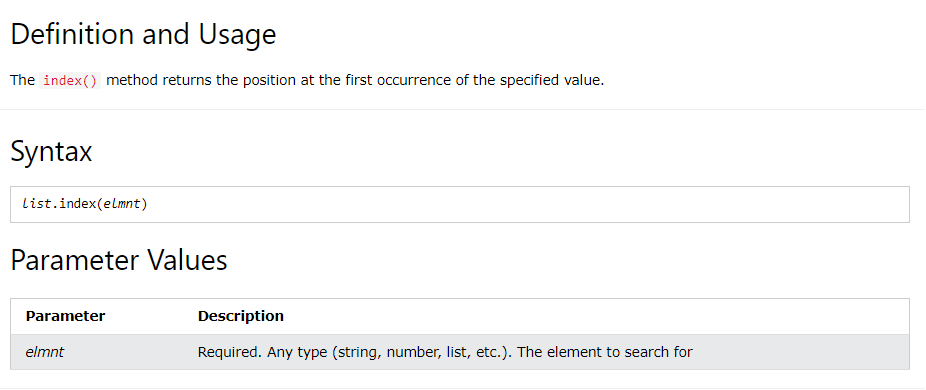 Definition and Usage
The index() method returns the position at the first occurrence of the specified value.
Syntax
list.index(elmnt)
Parameter Values
Parameter Description
elmnt Required. Any type (string, number, list, etc.). The element to search for